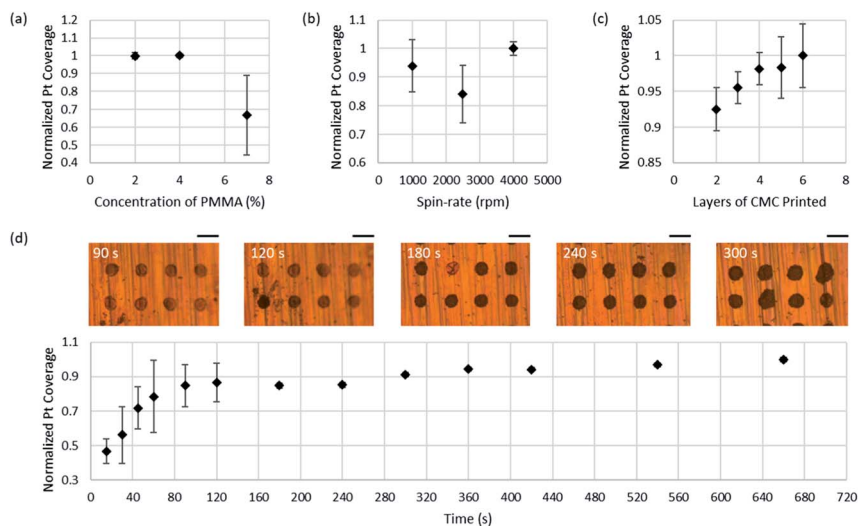 (a)
Normalized Pt Coverage
1.2
1.1
1
0.9
0.8
0.7
0.6
0.5
0.4
0 2 4 6 8
Concentration of PMMA (%)
(b)
Normalized Pt Coverage
1.1
1
0.9
0.8
0.7
0.6
0 1000 2000 3000 4000 5000
Spin-rate (rpm)
(c)
Normalized Pt Coverage
1.05
1
0.95
0.9
0.85
0 2 4 6 8
Layers of CMC Printed
(d)
90 s 120 s 180 s 240 s 300 s
Normalized Pt Coverage
1.1
0.9
0.7
0.5
0.3
0 40 80 120 160 200 240 280 320 360 400 440 480 520 560 600 640 680 720
Time (s)